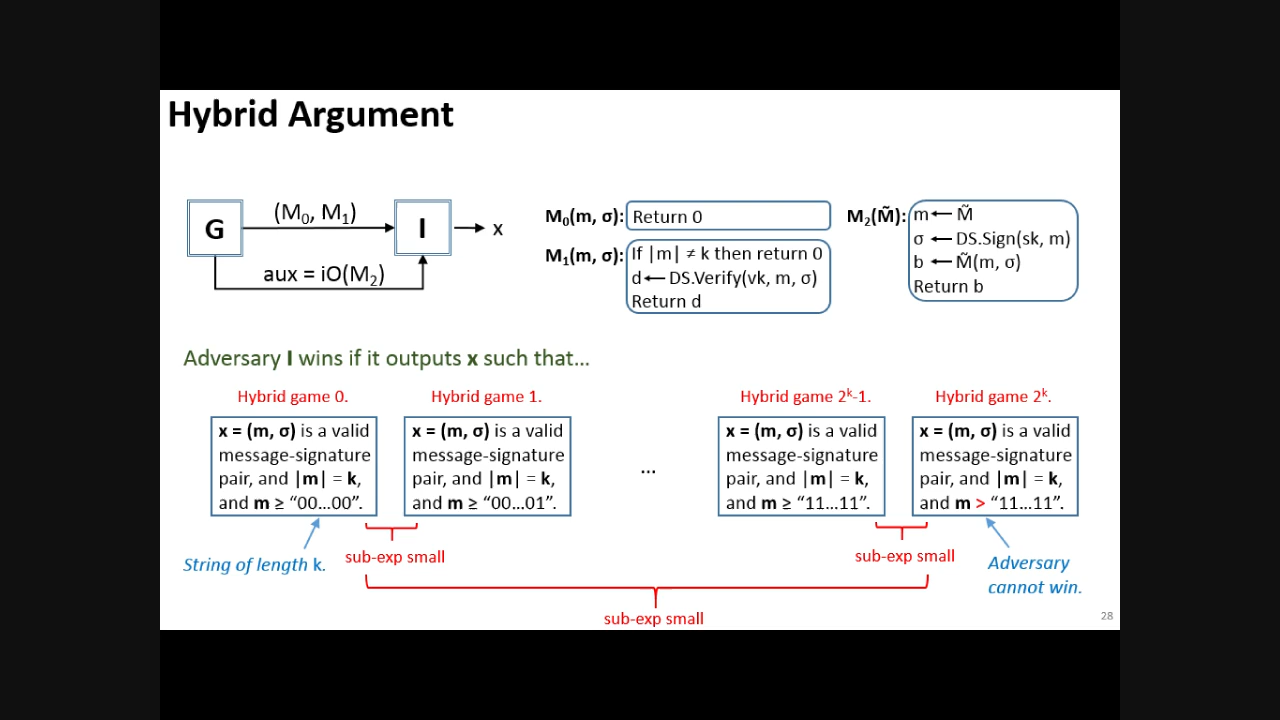 Hybrid Argument
G
(M₀, M₁)
I
x
aux = iO(M₂)
M₀(m, σ):
Return 0
M₁(m, σ):
If |m| ≠ k then return 0
d ← DS.Verify(vk, m, σ)
Return d
M₂(M̃):
m ← M̃
σ ← DS.Sign(sk, m)
b ← M̃(m, σ)
Return b
Adversary I wins if it outputs x such that...
Hybrid game 0.
x = (m, σ) is a valid
message-signature
pair, and |m| = k,
and m ≥ “00...00”.
Hybrid game 1.
x = (m, σ) is a valid
message-signature
pair, and |m| = k,
and m ≥ “00...01”.
...
Hybrid game 2ᵏ-1.
x = (m, σ) is a valid
message-signature
pair, and |m| = k,
and m ≥ “11...11”.
Hybrid game 2ᵏ.
x = (m, σ) is a valid
message-signature
pair, and |m| = k,
and m > “11...11”.
String of length k.
sub-exp small
sub-exp small
Adversary
cannot win.
sub-exp small
28